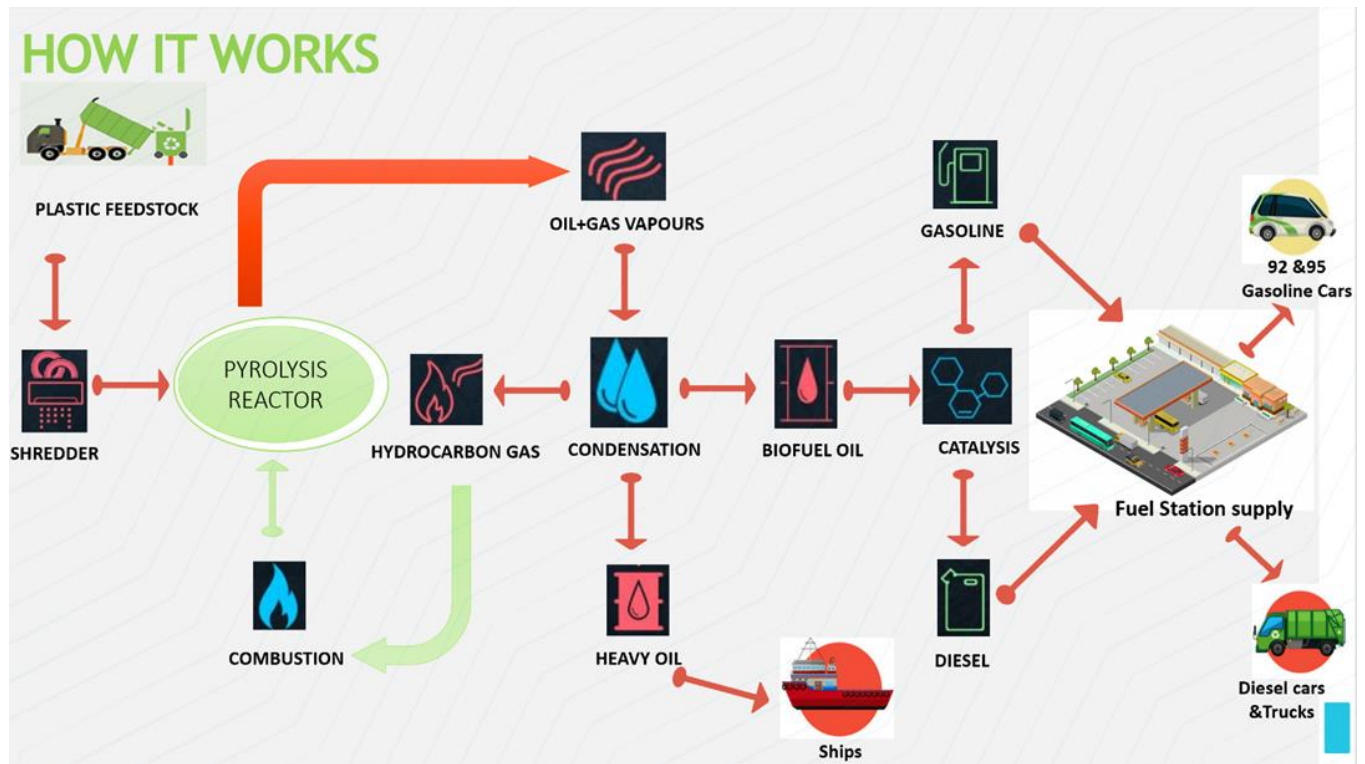 HOW IT WORKS
PLASTIC FEEDSTOCK
OIL+GAS VAPOURS
GASOLINE
92 &95
Gasoline Cars
PYROLYSIS
REACTOR
SHREDDER
HYDROCARBON GAS
CONDENSATION
BIOFUEL OIL
CATALYSIS
Fuel Station supply
COMBUSTION
HEAVY OIL
DIESEL
Diesel cars
&Trucks
Ships